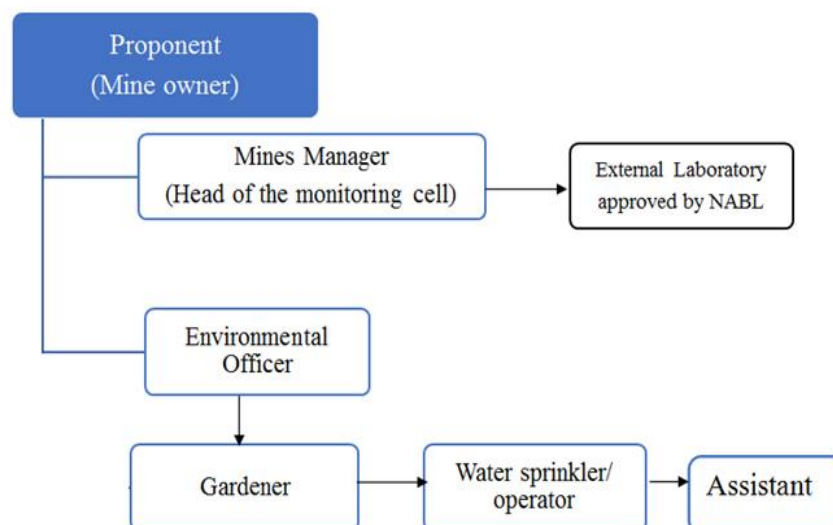 Proponent
(Mine owner)
Mines Manager
(Head of the monitoring cell)
External Laboratory
approved by NABL
Environmental
Officer
Gardener
Water sprinkler/
operator
Assistant